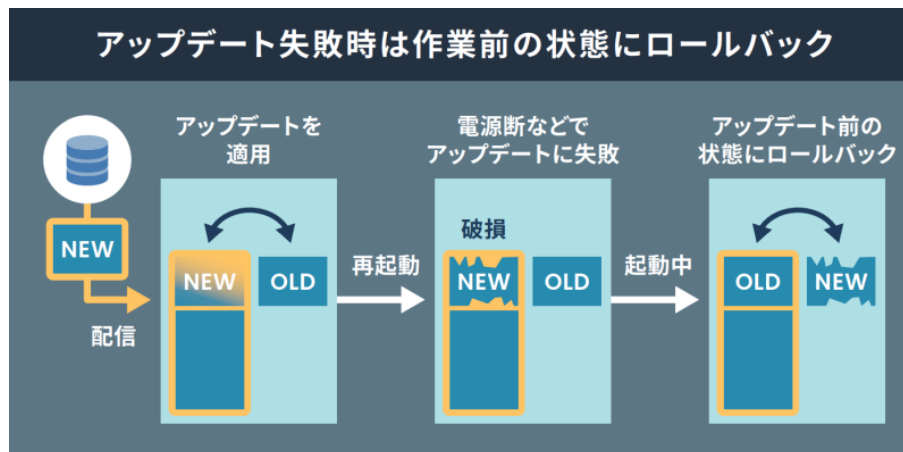 アップデート失敗時は作業前の状態にロールバック
アップデートを
適用
電源断などで
アップデートに失敗
アップデート前の
状態にロールバック
NEW
配信
NEW
OLD
再起動
破損
NEW
OLD
起動中
OLD
NEW